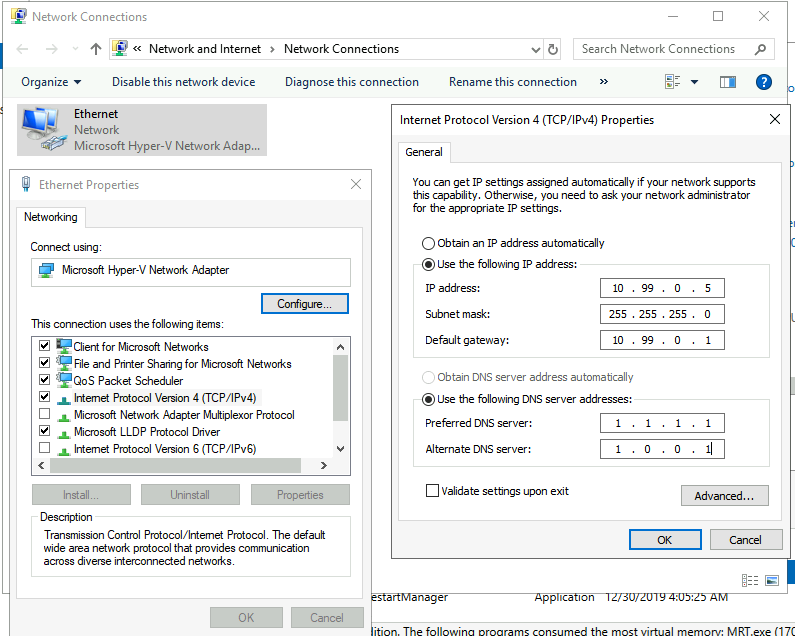 Network Connections
« Network and Internet › Network Connections
Search Network Connections
Organize
Disable this network device
Diagnose this connection
Rename this connection
»
Ethernet
Network
Microsoft Hyper-V Network Adap...
Ethernet Properties
Networking
Connect using:
Microsoft Hyper-V Network Adapter
Configure...
This connection uses the following items:
Client for Microsoft Networks
File and Printer Sharing for Microsoft Networks
QoS Packet Scheduler
Internet Protocol Version 4 (TCP/IPv4)
Microsoft Network Adapter Multiplexor Protocol
Microsoft LLDP Protocol Driver
Internet Protocol Version 6 (TCP/IPv6)
Install...
Uninstall
Properties
Description
Transmission Control Protocol/Internet Protocol. The default
wide area network protocol that provides communication
across diverse interconnected networks.
OK
Cancel
Internet Protocol Version 4 (TCP/IPv4) Properties
General
You can get IP settings assigned automatically if your network supports
this capability. Otherwise, you need to ask your network administrator
for the appropriate IP settings.
Obtain an IP address automatically
Use the following IP address:
IP address: 10 . 99 . 0 . 5
Subnet mask: 255 . 255 . 255 . 0
Default gateway: 10 . 99 . 0 . 1
Obtain DNS server address automatically
Use the following DNS server addresses:
Preferred DNS server: 1 . 1 . 1 . 1
Alternate DNS server: 1 . 0 . 0 . 1
Validate settings upon exit
Advanced...
OK
Cancel
estartManager Application 12/30/2019 4:05:25 AM
dition. The following programs consumed the most virtual memory: MRT.exe (170